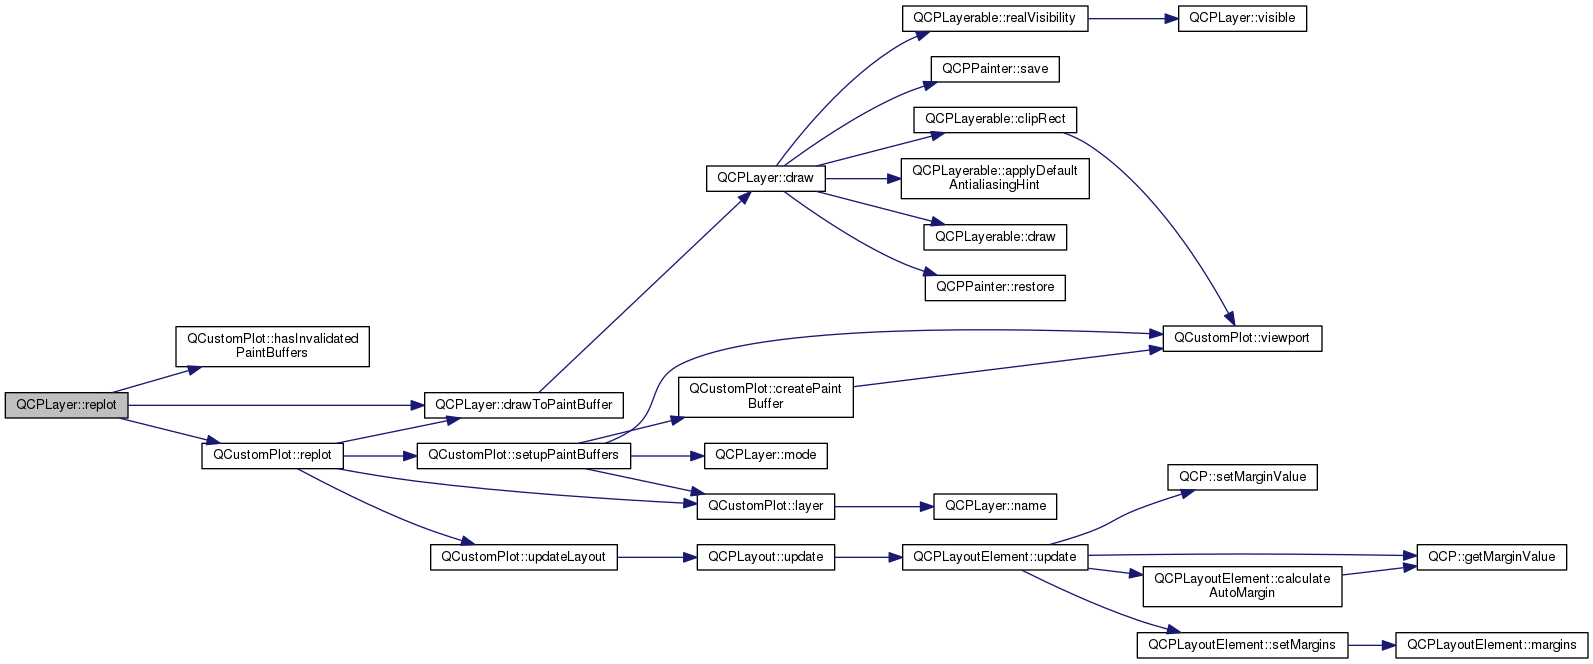 QCPLayerable::realVisibility
QCPLayer::visible
QCPPainter::save
QCPLayerable::clipRect
QCPLayer::draw
QCPLayerable::applyDefault
AntialiasingHint
QCPLayerable::draw
QCPPainter::restore
QCustomPlot::hasInvalidated
PaintBuffers
QCustomPlot::viewport
QCPLayer::replot
QCPLayer::drawToPaintBuffer
QCustomPlot::createPaint
Buffer
QCustomPlot::replot
QCustomPlot::setupPaintBuffers
QCPLayer::mode
QCP::setMarginValue
QCustomPlot::layer
QCPLayer::name
QCustomPlot::updateLayout
QCPLayout::update
QCPLayoutElement::update
QCP::getMarginValue
QCPLayoutElement::calculate
AutoMargin
QCPLayoutElement::setMargins
QCPLayoutElement::margins